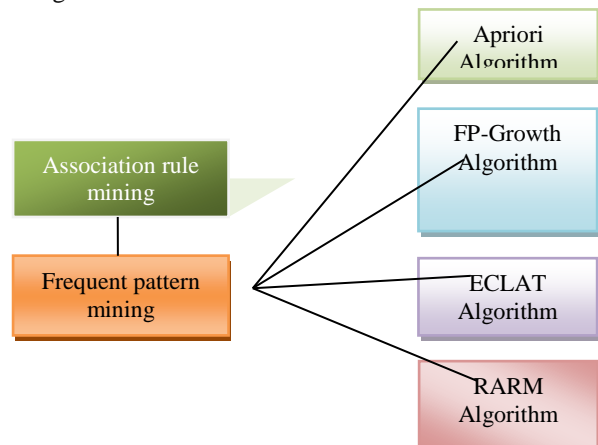 Apriori
Algorithm
FP-Growth
Algorithm
Association rule
mining
Frequent pattern
mining
ECLAT
Algorithm
RARM
Algorithm